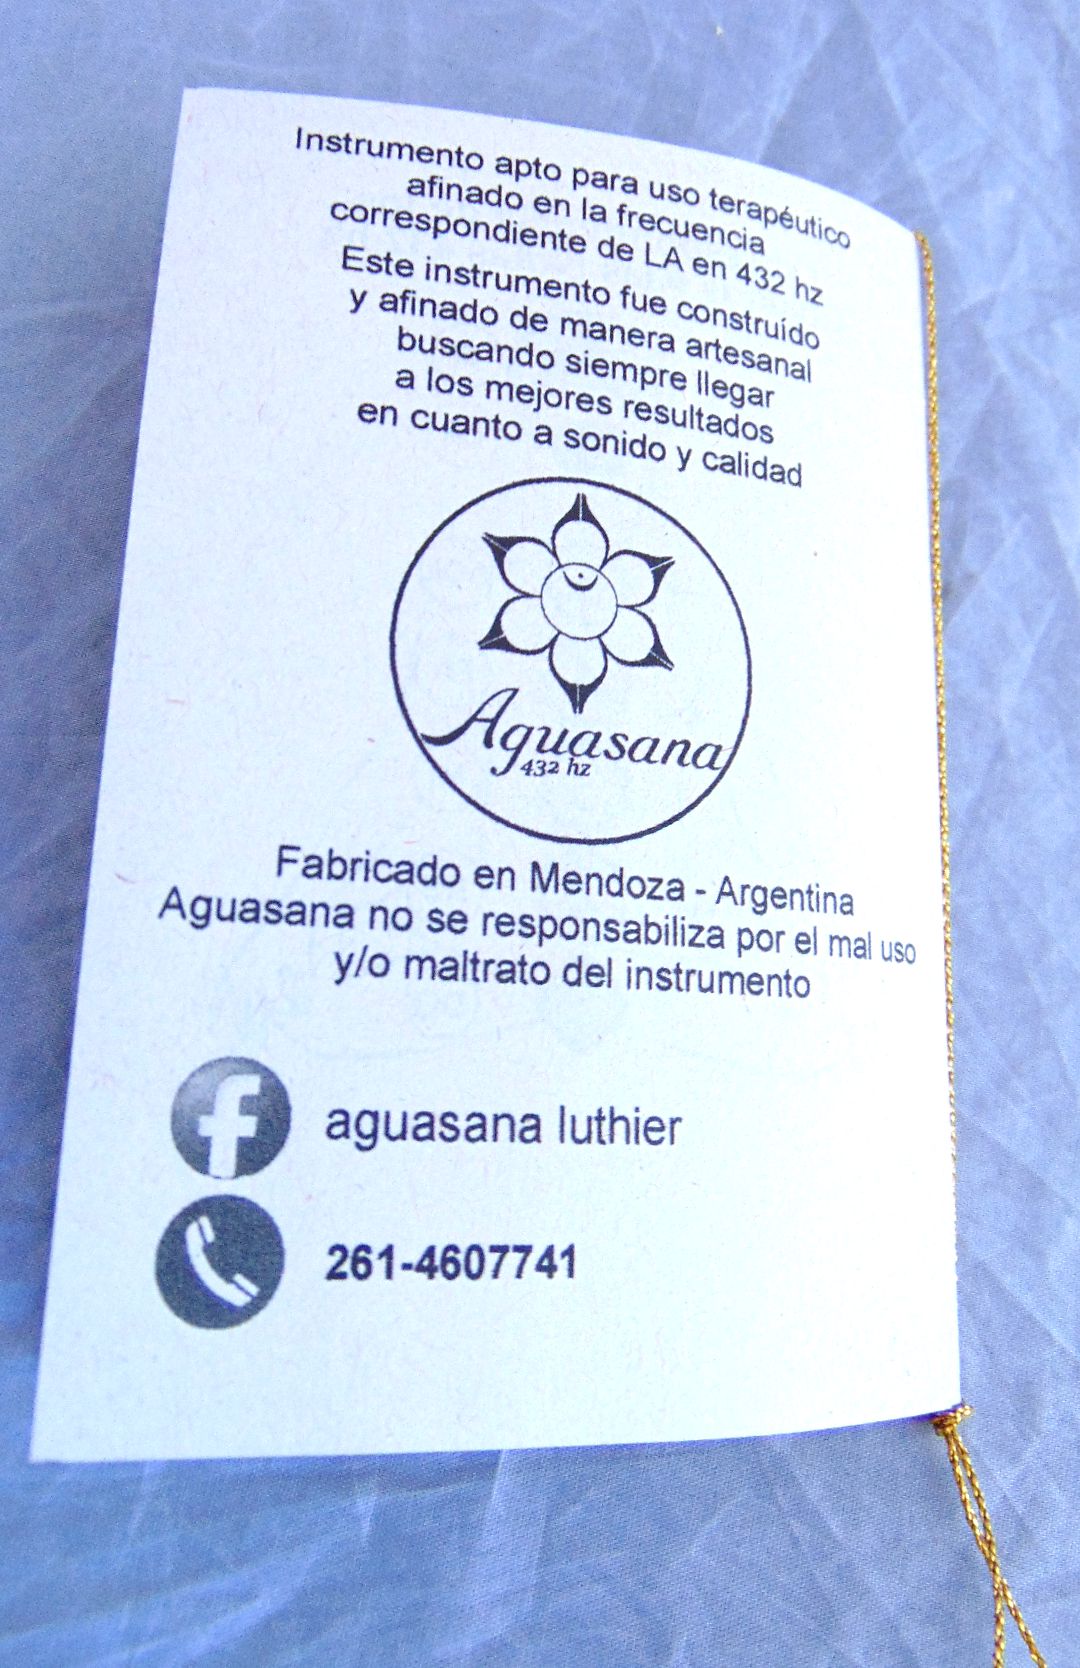 Instrumento apto para uso terapéutico
afinado en la frecuencia
correspondiente de LA en 432 hz
Este instrumento fue construído
y afinado de manera artesanal
buscando siempre llegar
a los mejores resultados
en cuanto a sonido y calidad
Aguasana
432 hz
Fabricado en Mendoza - Argentina
Aguasana no se responsabiliza por el mal uso
y/o maltrato del instrumento
f aguasana luthier
261-4607741